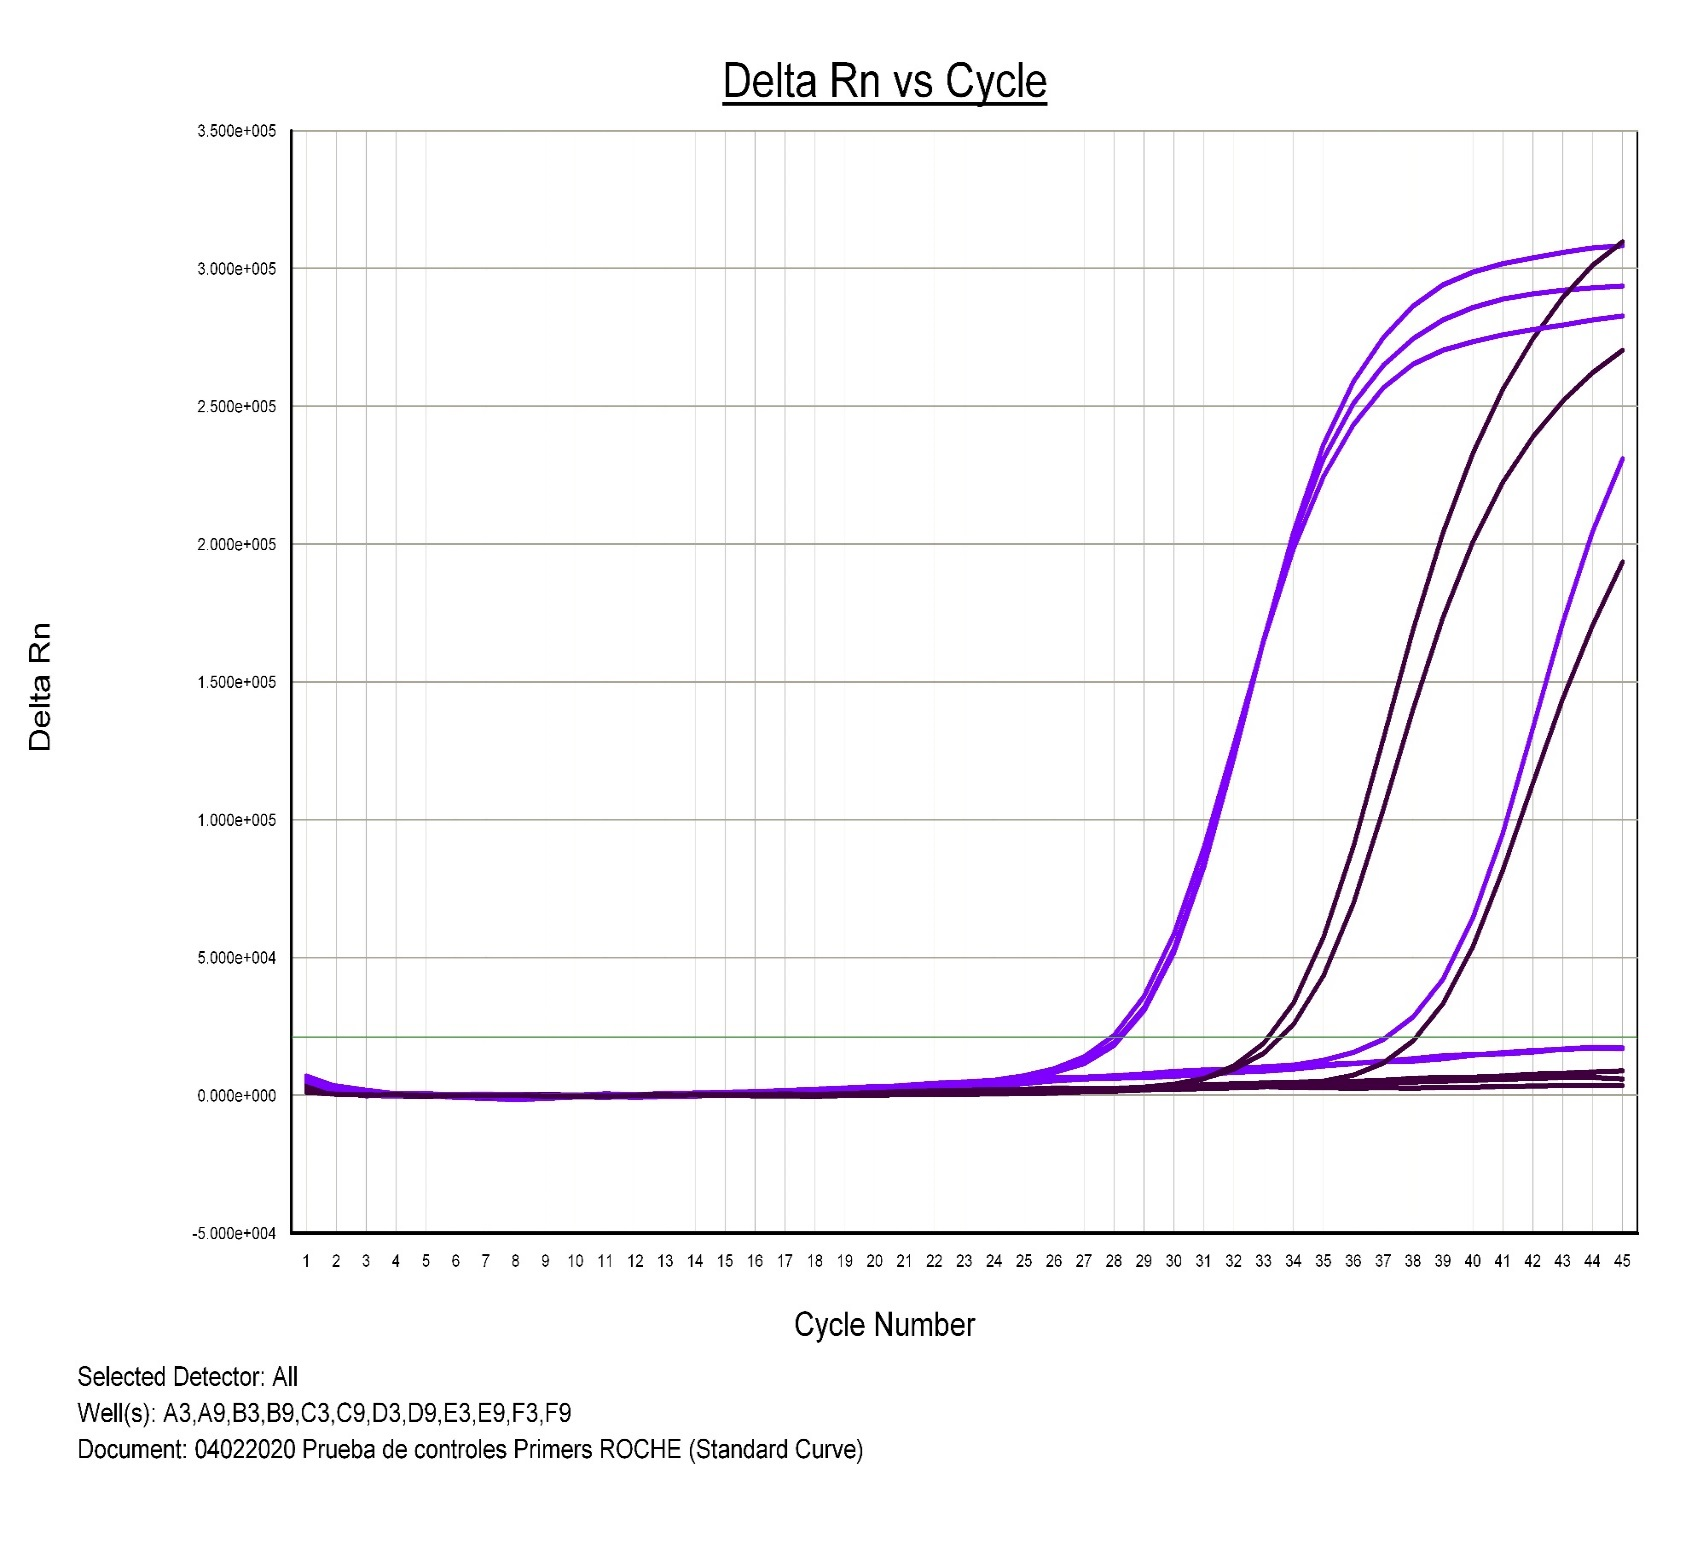 Delta Rn vs Cycle
3.500e+005
3.000e+005
2.500e+005
2.000e+005
1.500e+005
1.000e+005
5.000e+004
0.000e+000
-5.000e+004
Delta Rn
1 2 3 4 5 6 7 8 9 10 11 12 13 14 15 16 17 18 19 20 21 22 23 24 25 26 27 28 29 30 31 32 33 34 35 36 37 38 39 40 41 42 43 44 45
Cycle Number
Selected Detector: All
Well(s): A3,A9,B3,B9,C3,C9,D3,D9,E3,E9,F3,F9
Document: 04022020 Prueba de controles Primers ROCHE (Standard Curve)